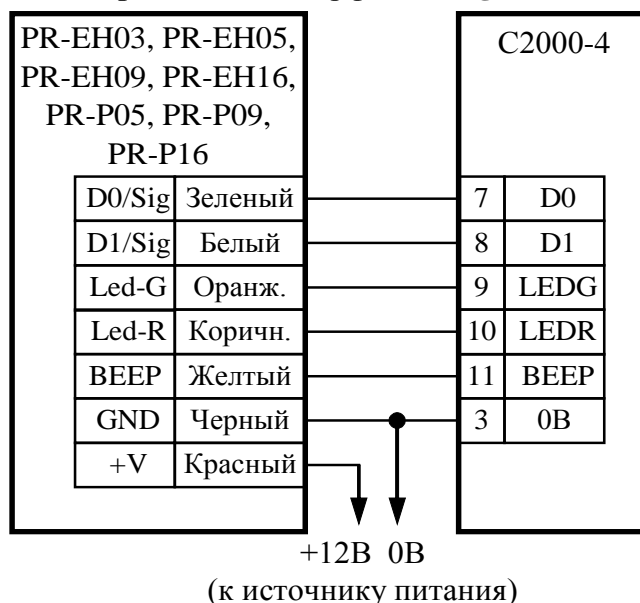 PR-EH03, PR-EH05,
PR-EH09, PR-EH16,
PR-P05, PR-P09,
PR-P16
C2000-4
D0/Sig Зеленый 7 D0
D1/Sig Белый 8 D1
Led-G Оранж. 9 LEDG
Led-R Коричн. 10 LEDR
BEEP Желтый 11 BEEP
GND Черный 3 0В
+V Красный
+12В 0В
(к источнику питания)